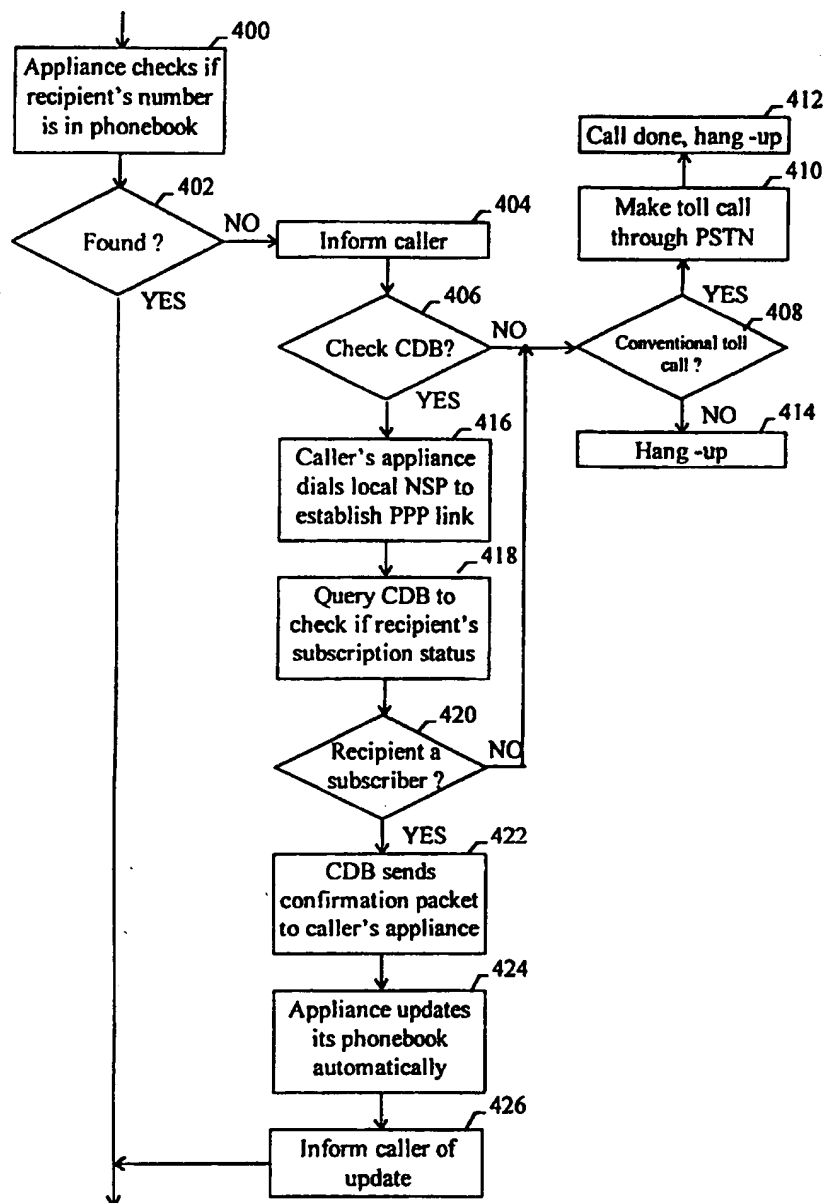 400
Appliance checks if
recipient's number
is in phonebook
402
Found ?
NO
YES
404
Inform caller
406
Check CDB?
NO
YES
412
Call done, hang -up
410
Make toll call
through PSTN
YES
408
Conventional toll
call ?
NO
414
Hang -up
416
Caller's appliance
dials local NSP to
establish PPP link
418
Query CDB to
check if recipient's
subscription status
420
Recipient a
subscriber ?
NO
YES
422
CDB sends
confirmation packet
to caller's appliance
424
Appliance updates
its phonebook
automatically
426
Inform caller of
update